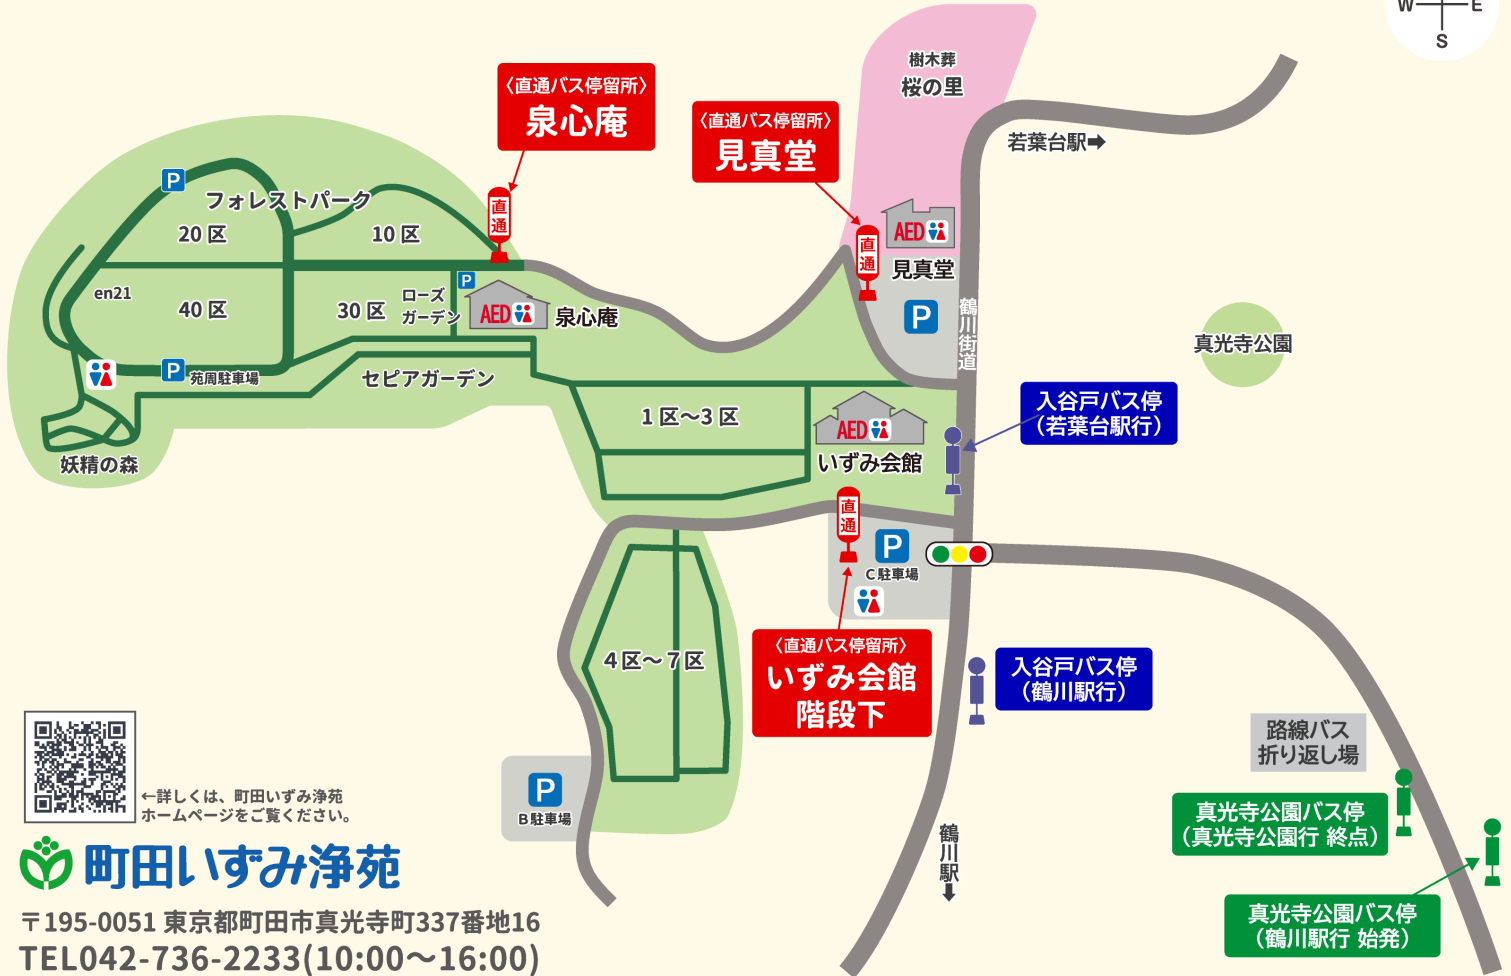 W E
S
樹木葬
桜の里
〈直通バス停留所〉
泉心庵
〈直通バス停留所〉
見真堂
若葉台駅➡
P
フォレストパーク
直通
20区
10区
AED
直通
見真堂
en21
40区
30区
ローズ
ガーデン
P
AED
泉心庵
P
鶴川街道
真光寺公園
P
苑周駐車場
セピアガーデン
入谷戸バス停
（若葉台駅行）
1区～3区
AED
いずみ会館
妖精の森
直通
P
C駐車場
〈直通バス停留所〉
いずみ会館
階段下
4区～7区
入谷戸バス停
（鶴川駅行）
路線バス
折り返し場
P
B駐車場
←詳しくは、町田いずみ浄苑
ホームページをご覧ください。
真光寺公園バス停
（真光寺公園行 終点）
鶴川駅⬇
町田いずみ浄苑
真光寺公園バス停
（鶴川駅行 始発）
〒195-0051 東京都町田市真光寺町337番地16
TEL042-736-2233(10:00～16:00)